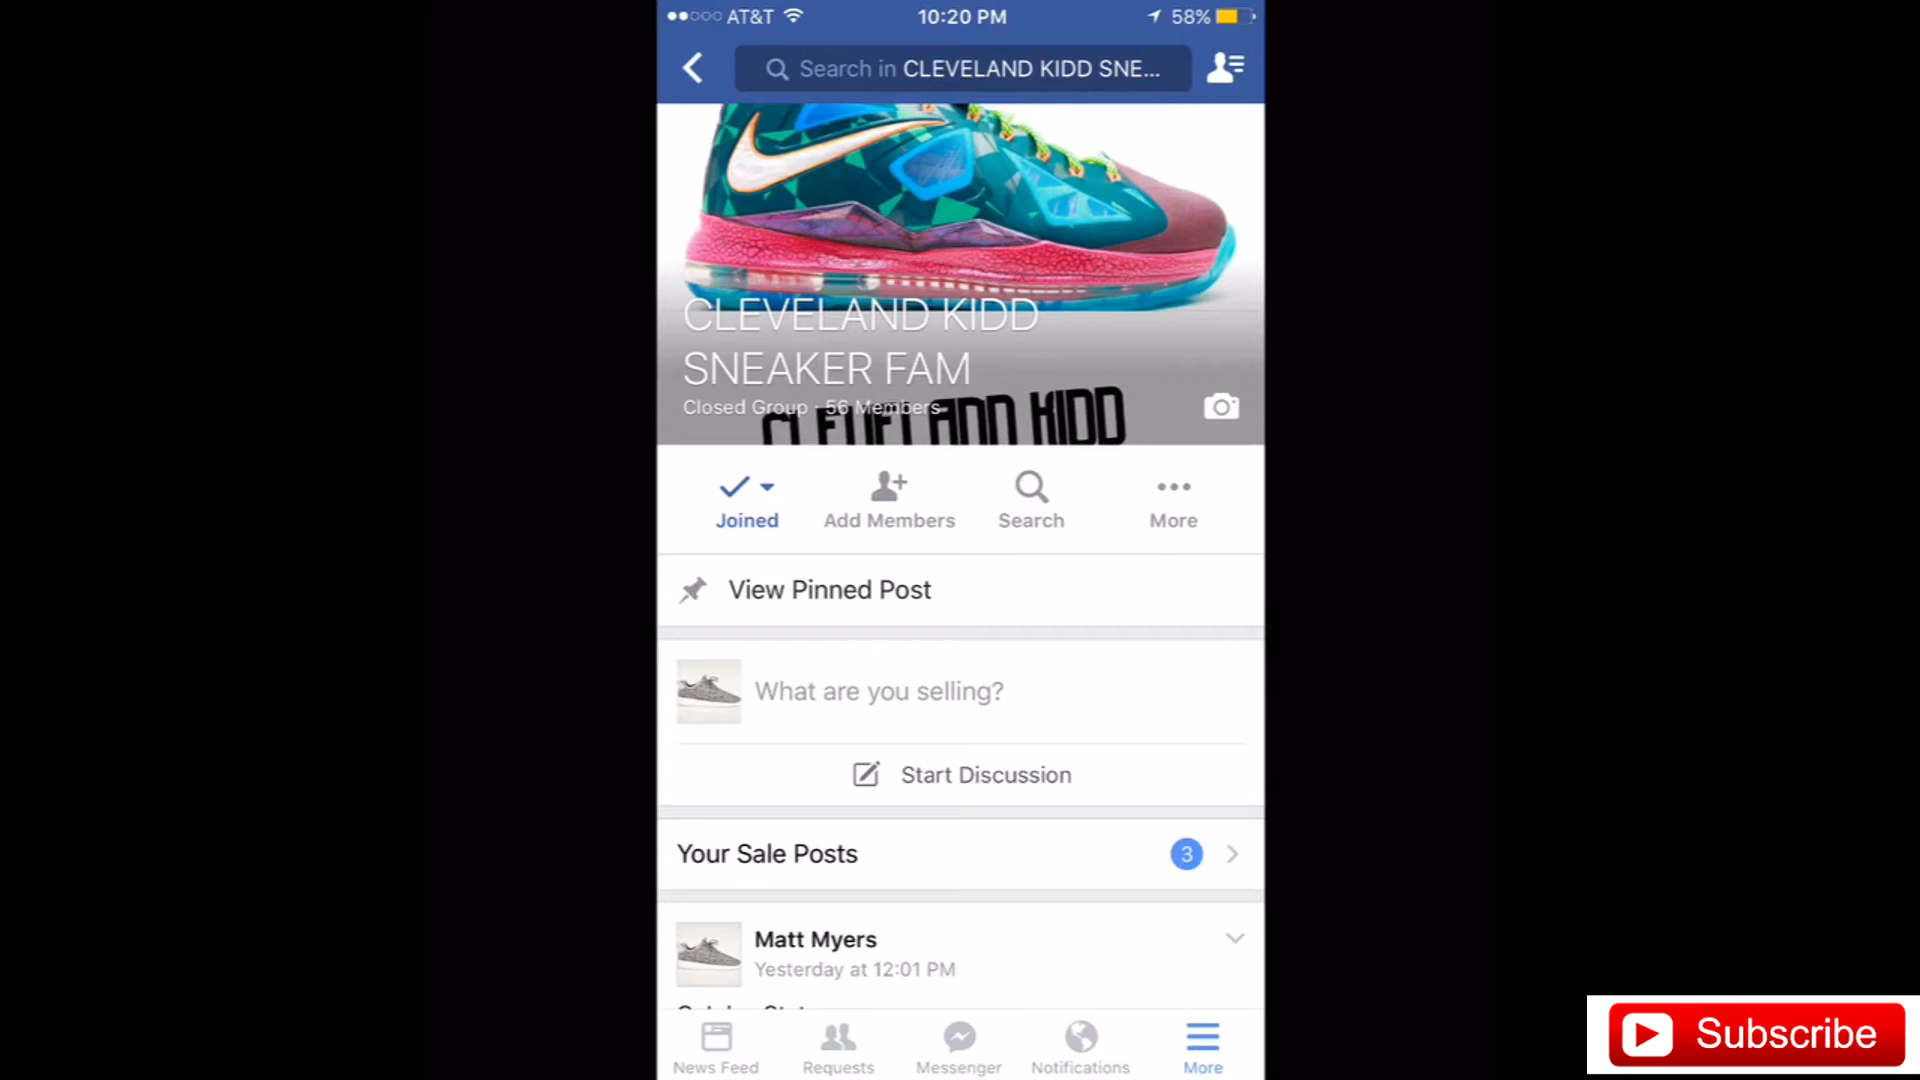 AT&T 10:20 PM 58%
Search in CLEVELAND KIDD SNE...
CLEVELAND KIDD
SNEAKER FAM
Closed Group · 56 Members
CLEVELAND KIDD
Joined Add Members Search More
View Pinned Post
What are you selling?
Start Discussion
Your Sale Posts 3
Matt Myers
Yesterday at 12:01 PM
News Feed Requests Messenger Notifications More
Subscribe